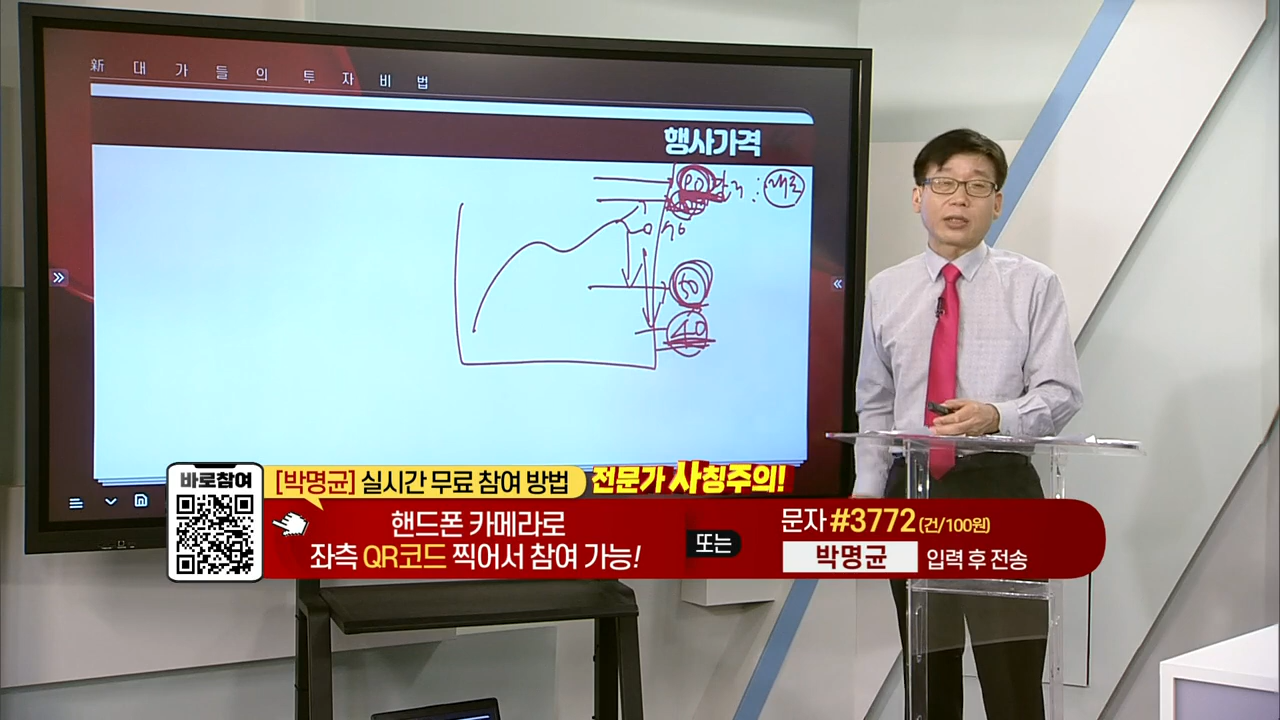 新 대 가 들 의 투 자 비 법
행사가격
50
40
바로참여
[박명균] 실시간 무료 참여 방법
전문가 사칭주의!
핸드폰 카메라로
좌측 QR코드 찍어서 참여 가능!
또는
문자 #3772 (건/100원)
박명균 입력 후 전송